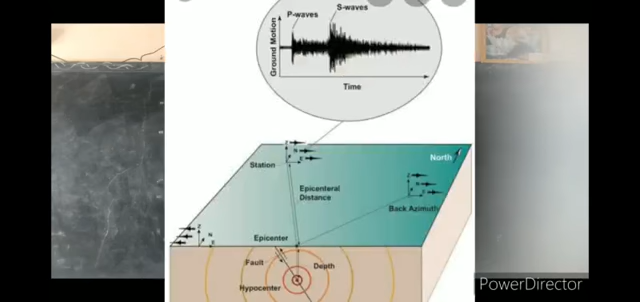 P-waves
S-waves
Ground Motion
Time
Z
N
E
Station
North
Epicenteral
Distance
Z
N
E
Back Azimuth
Z
N
E
Epicenter
Fault
Depth
Hypocenter
PowerDirector